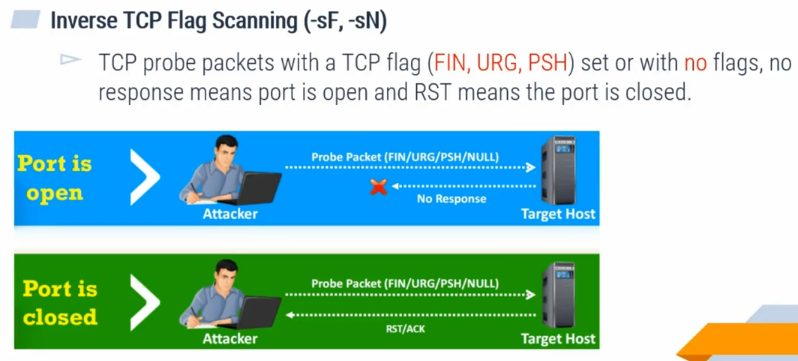 Inverse TCP Flag Scanning (-sF, -sN)
TCP probe packets with a TCP flag (FIN, URG, PSH) set or with no flags, no
response means port is open and RST means the port is closed.
Port is
open
Attacker
Probe Packet (FIN/URG/PSH/NULL)
No Response
Target Host
Port is
closed
Attacker
Probe Packet (FIN/URG/PSH/NULL)
RST/ACK
Target Host